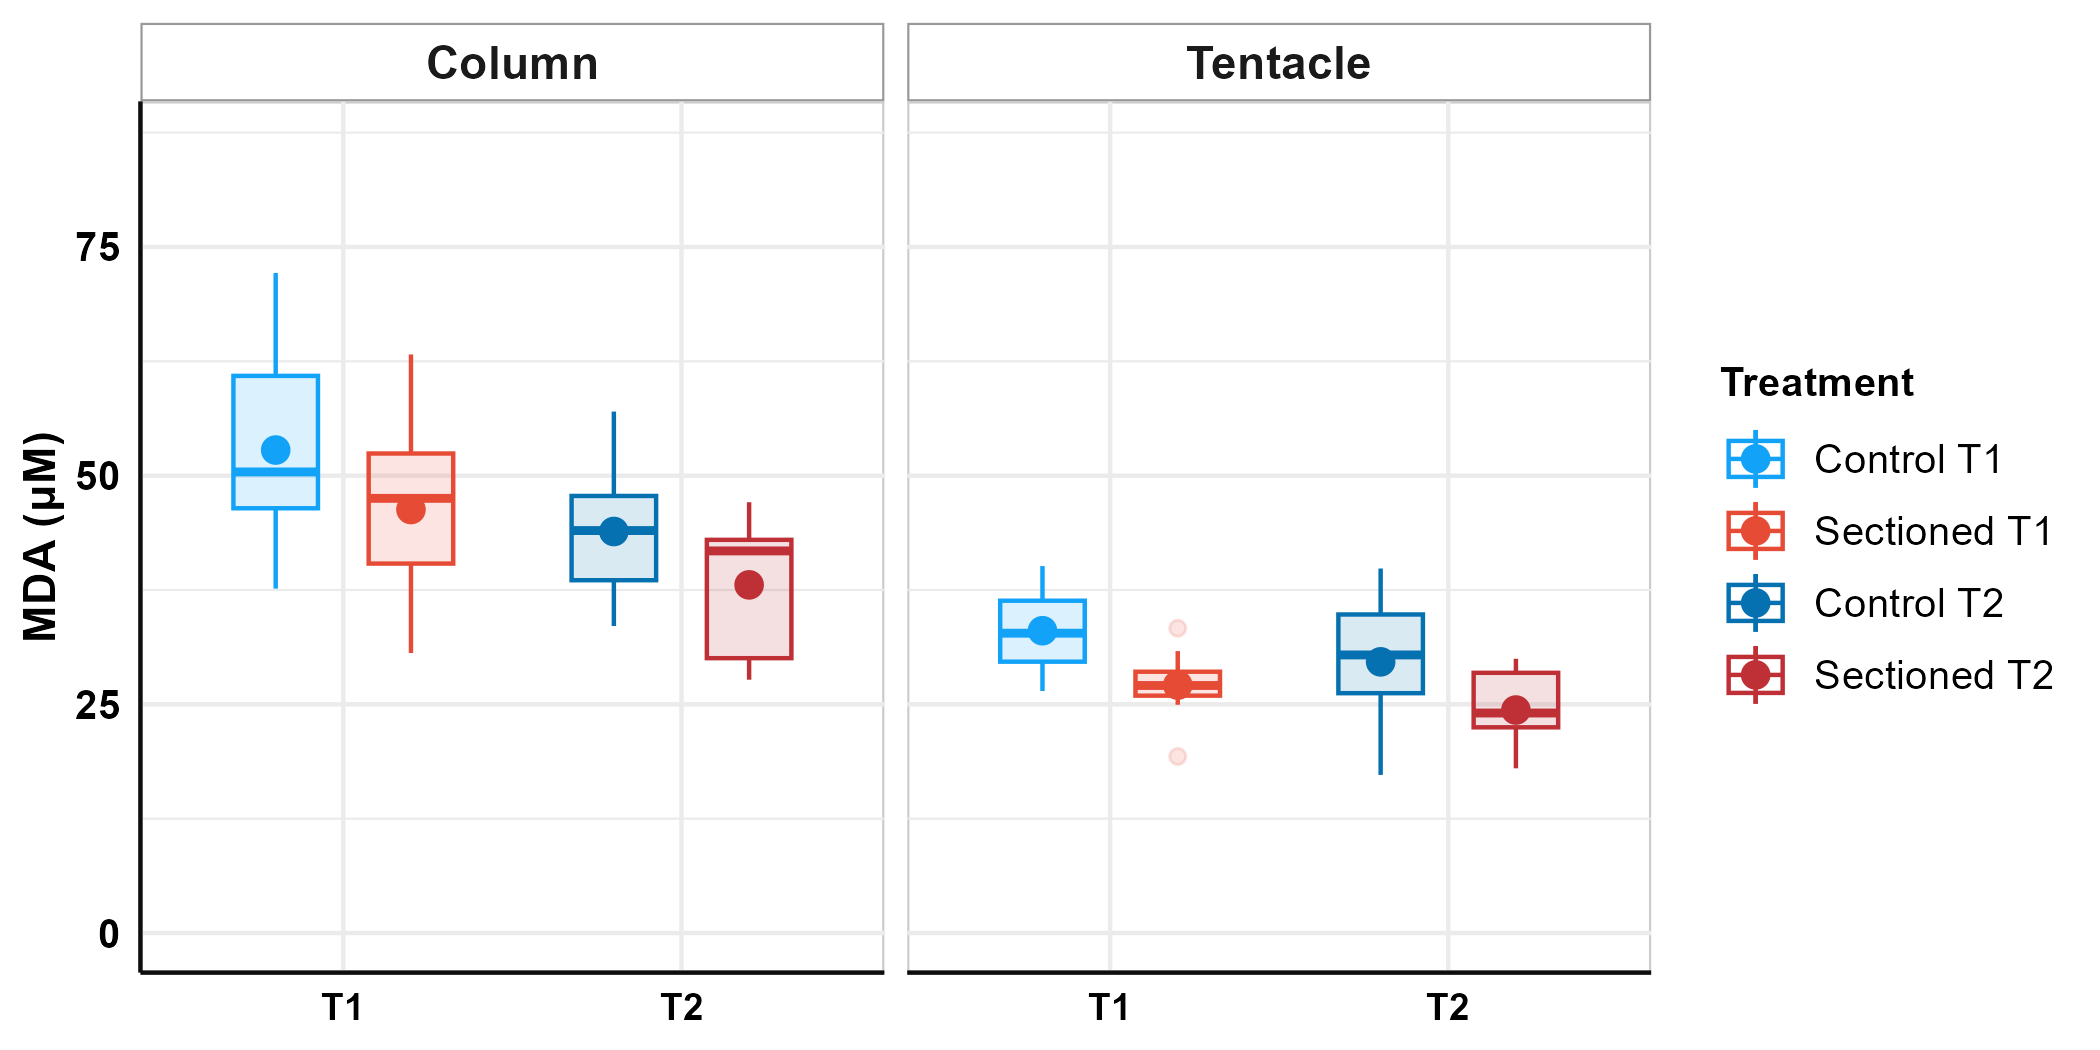 Column
Tentacle
MDA (µM)
75
50
25
0
T1
T2
T1
T2
Treatment
Control T1
Sectioned T1
Control T2
Sectioned T2